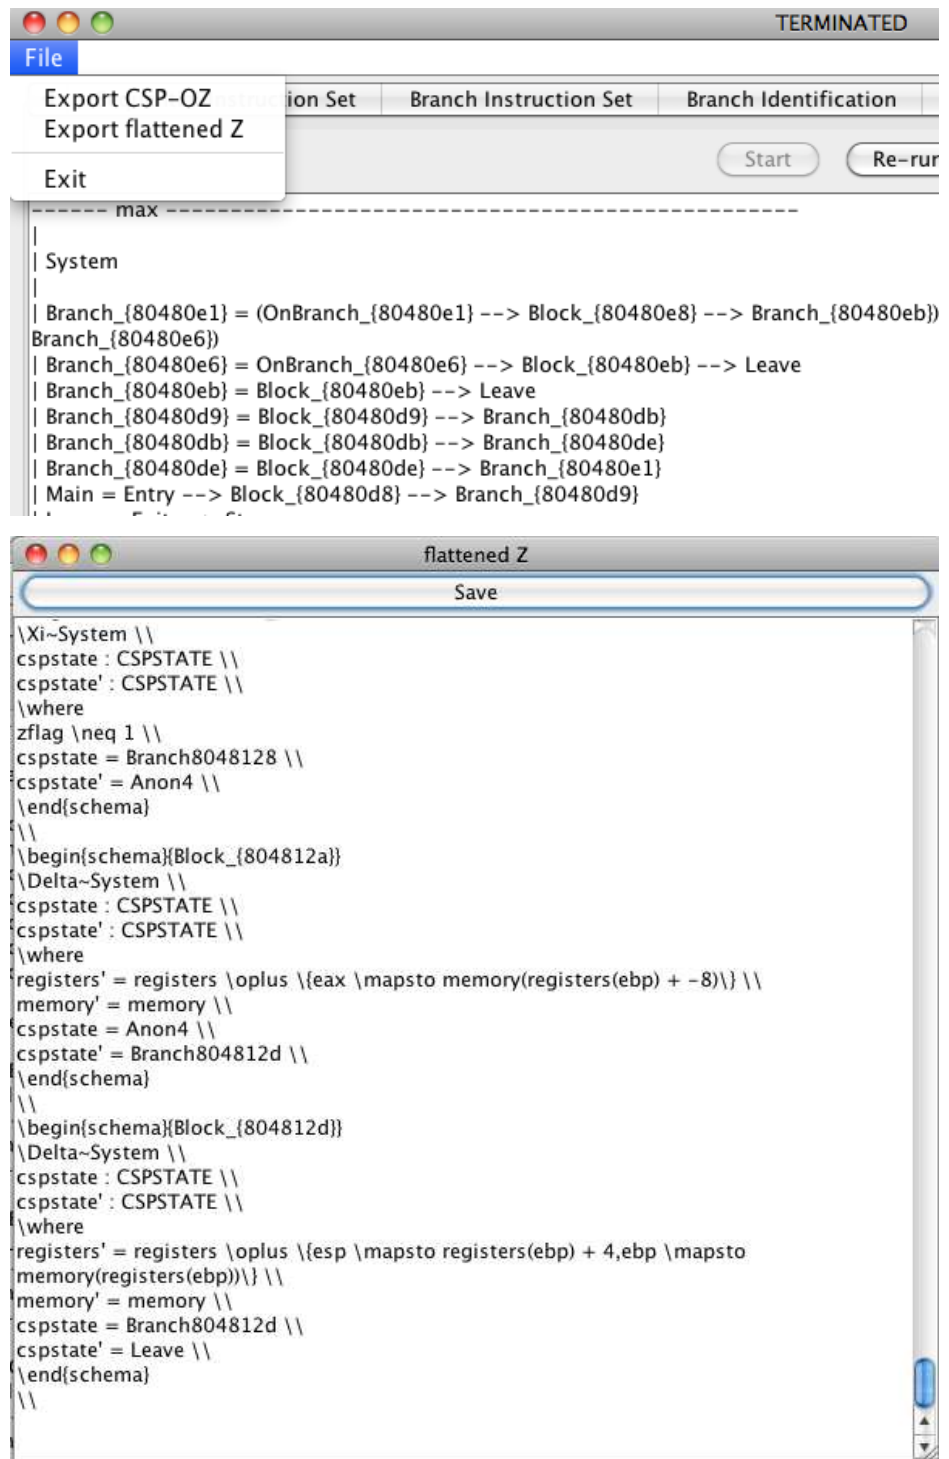 TERMINATED
File
Export CSP-OZ
Export flattened Z
Exit
ion Set
Branch Instruction Set
Branch Identification
Start
Re-rur
------ max --------------------------------------------------
|
| System
|
| Branch_{80480e1} = (OnBranch_{80480e1} --> Block_{80480e8} --> Branch_{80480eb})
Branch_{80480e6})
| Branch_{80480e6} = OnBranch_{80480e6} --> Block_{80480eb} --> Leave
| Branch_{80480eb} = Block_{80480eb} --> Leave
| Branch_{80480d9} = Block_{80480d9} --> Branch_{80480db}
| Branch_{80480db} = Block_{80480db} --> Branch_{80480de}
| Branch_{80480de} = Block_{80480de} --> Branch_{80480e1}
| Main = Entry --> Block_{80480d8} --> Branch_{80480d9}
flattened Z
Save
\Xi~System \\
cspstate : CSPSTATE \\
cspstate' : CSPSTATE \\
\where
zflag \neq 1 \\
cspstate = Branch8048128 \\
cspstate' = Anon4 \\
\end{schema}
\\
\begin{schema}{Block_{804812a}}
\Delta~System \\
cspstate : CSPSTATE \\
cspstate' : CSPSTATE \\
\where
registers' = registers \oplus \{eax \mapsto memory(registers(ebp) + -8)\} \\
memory' = memory \\
cspstate = Anon4 \\
cspstate' = Branch804812d \\
\end{schema}
\\
\begin{schema}{Block_{804812d}}
\Delta~System \\
cspstate : CSPSTATE \\
cspstate' : CSPSTATE \\
\where
registers' = registers \oplus \{esp \mapsto registers(ebp) + 4,ebp \mapsto
memory(registers(ebp))\} \\
memory' = memory \\
cspstate = Branch804812d \\
cspstate' = Leave \\
\end{schema}
\\